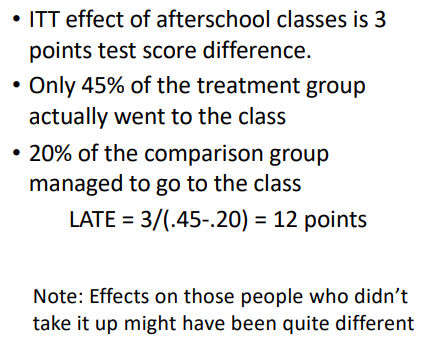 • ITT effect of afterschool classes is 3
points test score difference.
• Only 45% of the treatment group
actually went to the class
• 20% of the comparison group
managed to go to the class
LATE = 3/(.45-.20) = 12 points
Note: Effects on those people who didn't
take it up might have been quite different